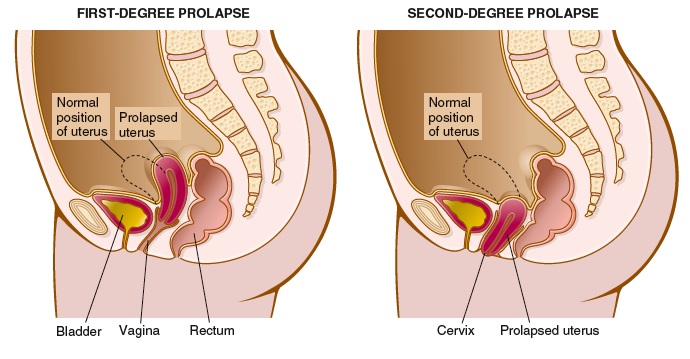 FIRST-DEGREE PROLAPSE
Normal
position
of uterus
Prolapsed
uterus
Bladder
Vagina
Rectum
SECOND-DEGREE PROLAPSE
Normal
position
of uterus
Cervix
Prolapsed uterus